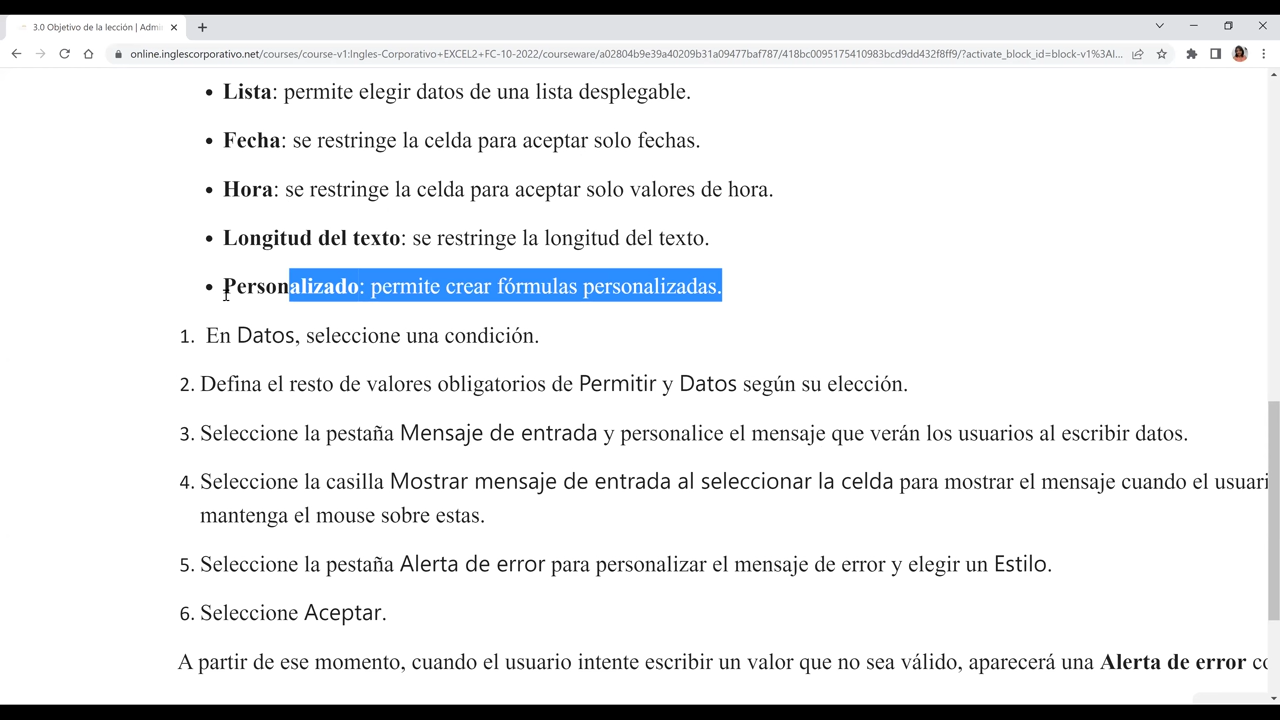 3.0 Objetivo de la lección | Admi
online.inglescorporativo.net/courses/course-v1:Ingles-Corporativo+EXCEL2+FC-10-2022/courseware/a02804b9e39a40209b31a09477baf787/418bc0095175410983bcd9dd432f8ff9/?activate_block_id=block-v1%3AI...
• Lista: permite elegir datos de una lista desplegable.
• Fecha: se restringe la celda para aceptar solo fechas.
• Hora: se restringe la celda para aceptar solo valores de hora.
• Longitud del texto: se restringe la longitud del texto.
• Personalizado: permite crear fórmulas personalizadas.
1. En Datos, seleccione una condición.
2. Defina el resto de valores obligatorios de Permitir y Datos según su elección.
3. Seleccione la pestaña Mensaje de entrada y personalice el mensaje que verán los usuarios al escribir datos.
4. Seleccione la casilla Mostrar mensaje de entrada al seleccionar la celda para mostrar el mensaje cuando el usuari
mantenga el mouse sobre estas.
5. Seleccione la pestaña Alerta de error para personalizar el mensaje de error y elegir un Estilo.
6. Seleccione Aceptar.
A partir de ese momento, cuando el usuario intente escribir un valor que no sea válido, aparecerá una Alerta de error co